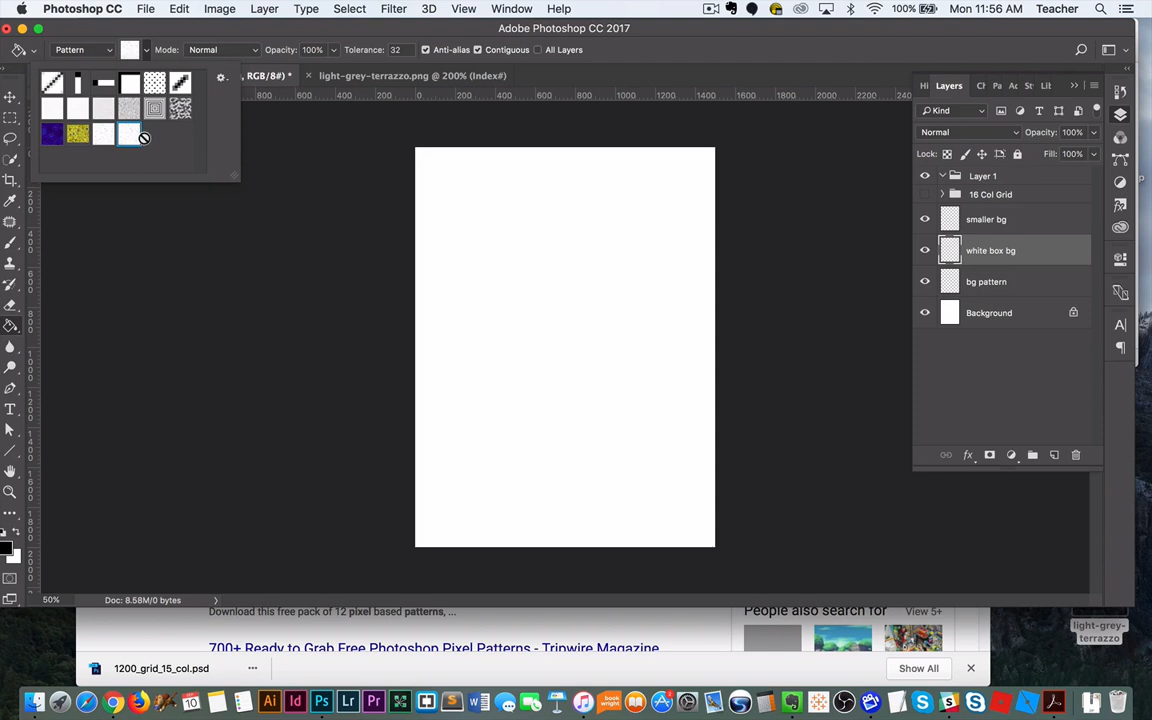 Photoshop CC File Edit Image Layer Type Select Filter 3D View Window Help 100% Mon 11:56 AM Teacher
Adobe Photoshop CC 2017
Pattern Mode: Normal Opacity: 100% Tolerance: 32 Anti-alias Contiguous All Layers
, RGB/8#) * × light-grey-terrazzo.png @ 200% (Index#)
800 600 400 200 0 200 400 600 800 1000 1200 1400 1600 1800 2000 2200
Hi Layers Cl Pa Ac St Lit
Kind
Normal Opacity: 100%
Lock: Fill: 100%
Layer 1
16 Col Grid
smaller bg
white box bg
bg pattern
Background
50% Doc: 8.58M/0 bytes
Download this free pack of 12 pixel based patterns, ...
People also search for View 5+
700+ Ready to Grab Free Photoshop Pixel Patterns - Tripwire Magazine
light-grey-
terrazzo
1200_grid_15_col.psd Show All